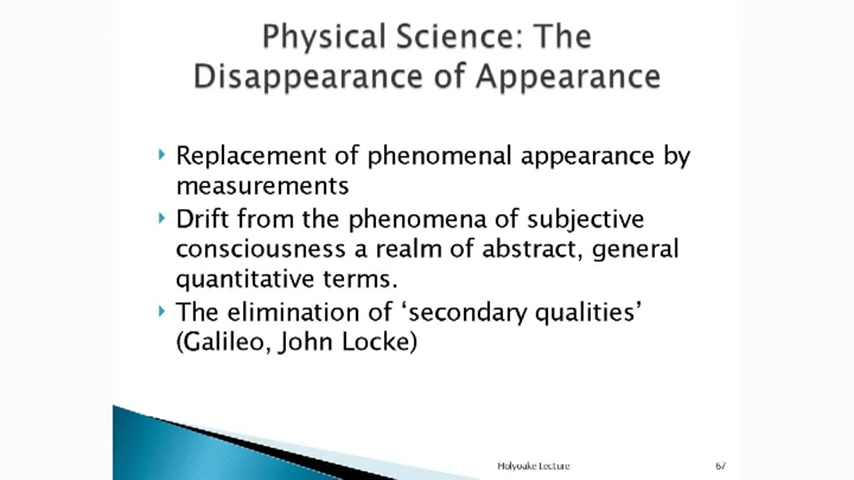 Physical Science: The
Disappearance of Appearance
Replacement of phenomenal appearance by
measurements
Drift from the phenomena of subjective
consciousness a realm of abstract, general
quantitative terms.
The elimination of ‘secondary qualities’
(Galileo, John Locke)
Holyoake Lecture
67